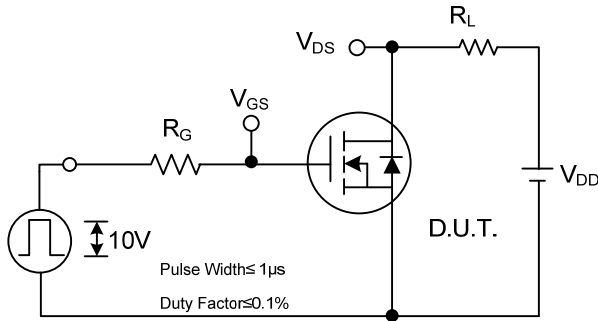 V_DS
R_L
V_GS
R_G
V_DD
10V
D.U.T.
Pulse Width≤ 1μs
Duty Factor≤0.1%